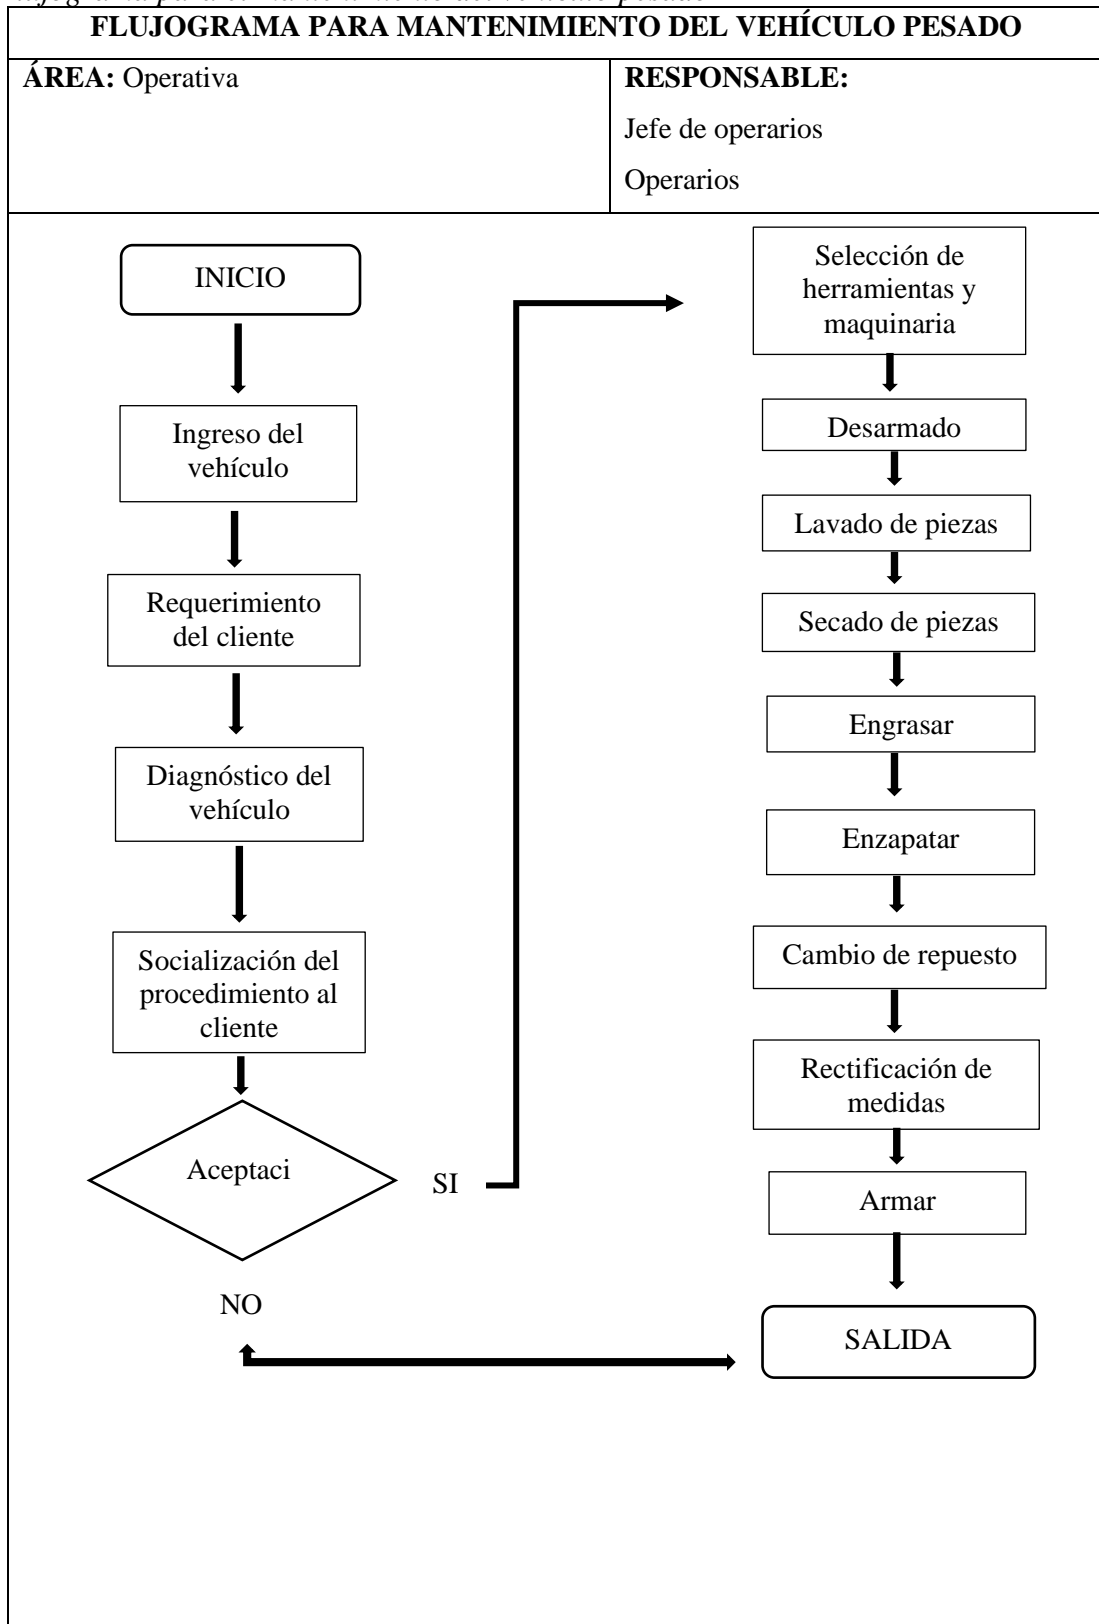 FLUJOGRAMA PARA MANTENIMIENTO DEL VEHÍCULO PESADO
ÁREA: Operativa
RESPONSABLE:
Jefe de operarios
Operarios
INICIO
Ingreso del
vehículo
Requerimiento
del cliente
Diagnóstico del
vehículo
Socialización del
procedimiento al
cliente
Aceptaci
SI
NO
Selección de
herramientas y
maquinaria
Desarmado
Lavado de piezas
Secado de piezas
Engrasar
Enzapatar
Cambio de repuesto
Rectificación de
medidas
Armar
SALIDA